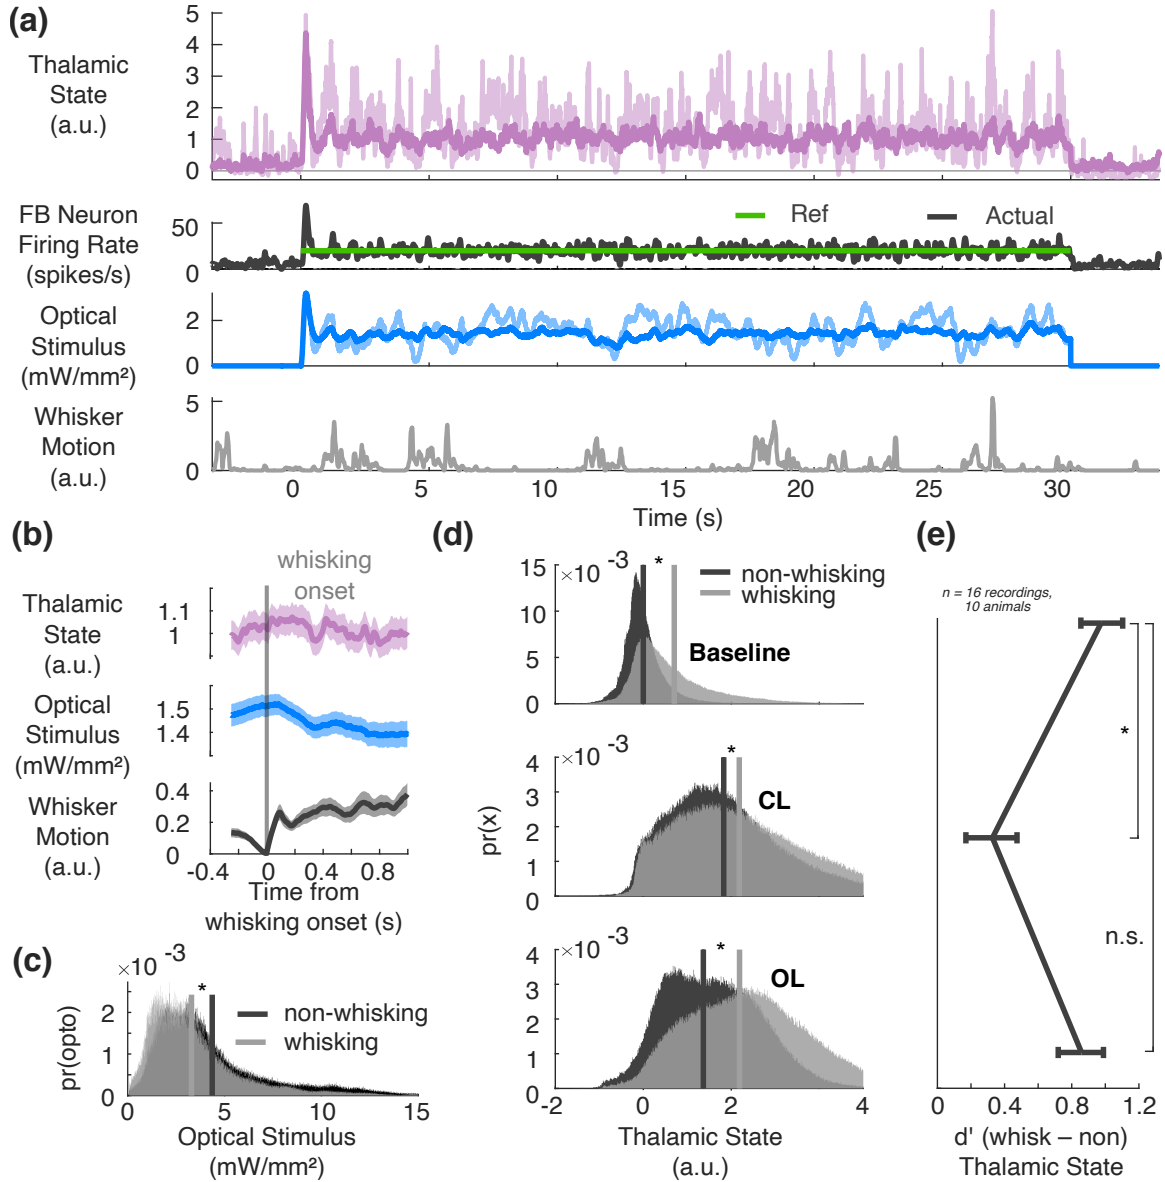 (a)
Thalamic
State
(a.u.)
5
4
3
2
1
0
FB Neuron
Firing Rate
(spikes/s)
50
0
Ref
Actual
Optical
Stimulus
(mW/mm²)
2
0
Whisker
Motion
(a.u.)
5
0
0 5 10 15 20 25 30
Time (s)
(b)
whisking
onset
Thalamic
State
(a.u.)
1.1
1
Optical
Stimulus
(mW/mm²)
1.5
1.4
Whisker
Motion
(a.u.)
0.4
0.2
0
-0.4 0 0.4 0.8
Time from
whisking onset (s)
(c)
×10 -3
*
non-whisking
whisking
pr(opto)
2
1
0
0 5 10 15
Optical Stimulus
(mW/mm²)
(d)
×10 -3
*
non-whisking
whisking
15
10
5
0
Baseline
×10 -3
*
CL
pr(x)
4
3
2
1
0
×10 -3
*
OL
4
3
2
1
0
-2 0 2 4
Thalamic State
(a.u.)
(e)
n = 16 recordings,
10 animals
*
n.s.
0 0.4 0.8 1.2
d' (whisk – non)
Thalamic State